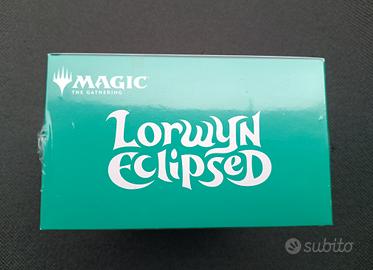 MAGIC
THE GATHERING
LORWYN
ECLIPSED
subito